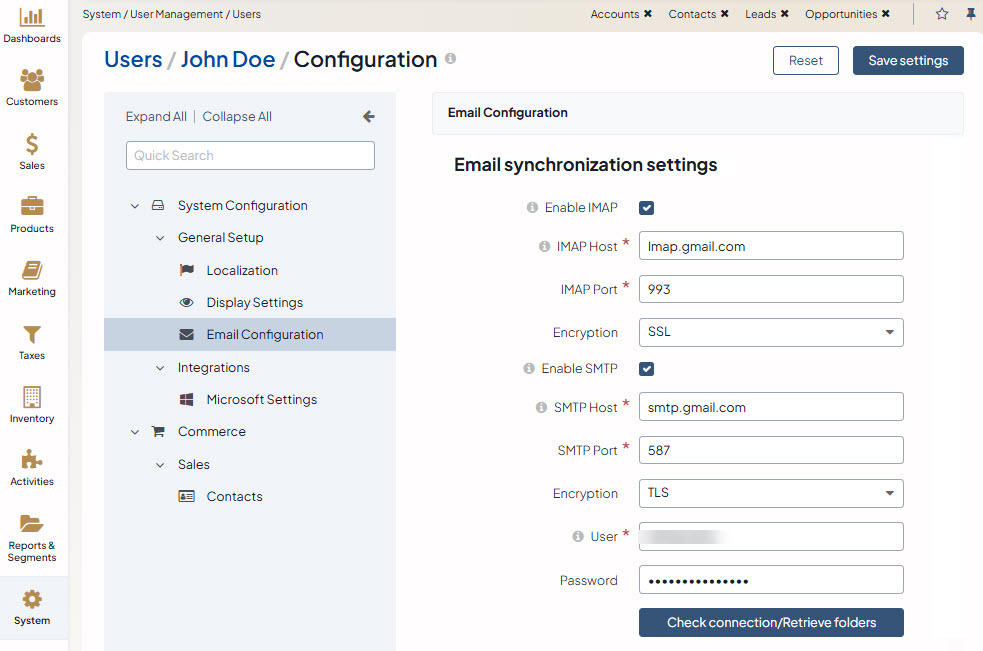 System / User Management / Users
Accounts ✖ Contacts ✖ Leads ✖ Opportunities ✖
Dashboards
Customers
Sales
Products
Marketing
Taxes
Inventory
Activities
Reports &
Segments
System
Users / John Doe / Configuration
Reset
Save settings
Expand All | Collapse All
Quick Search
System Configuration
General Setup
Localization
Display Settings
Email Configuration
Integrations
Microsoft Settings
Commerce
Sales
Contacts
Email Configuration
Email synchronization settings
Enable IMAP
IMAP Host * Imap.gmail.com
IMAP Port * 993
Encryption SSL
Enable SMTP
SMTP Host * smtp.gmail.com
SMTP Port * 587
Encryption TLS
User *
Password •••••••••••••••
Check connection/Retrieve folders